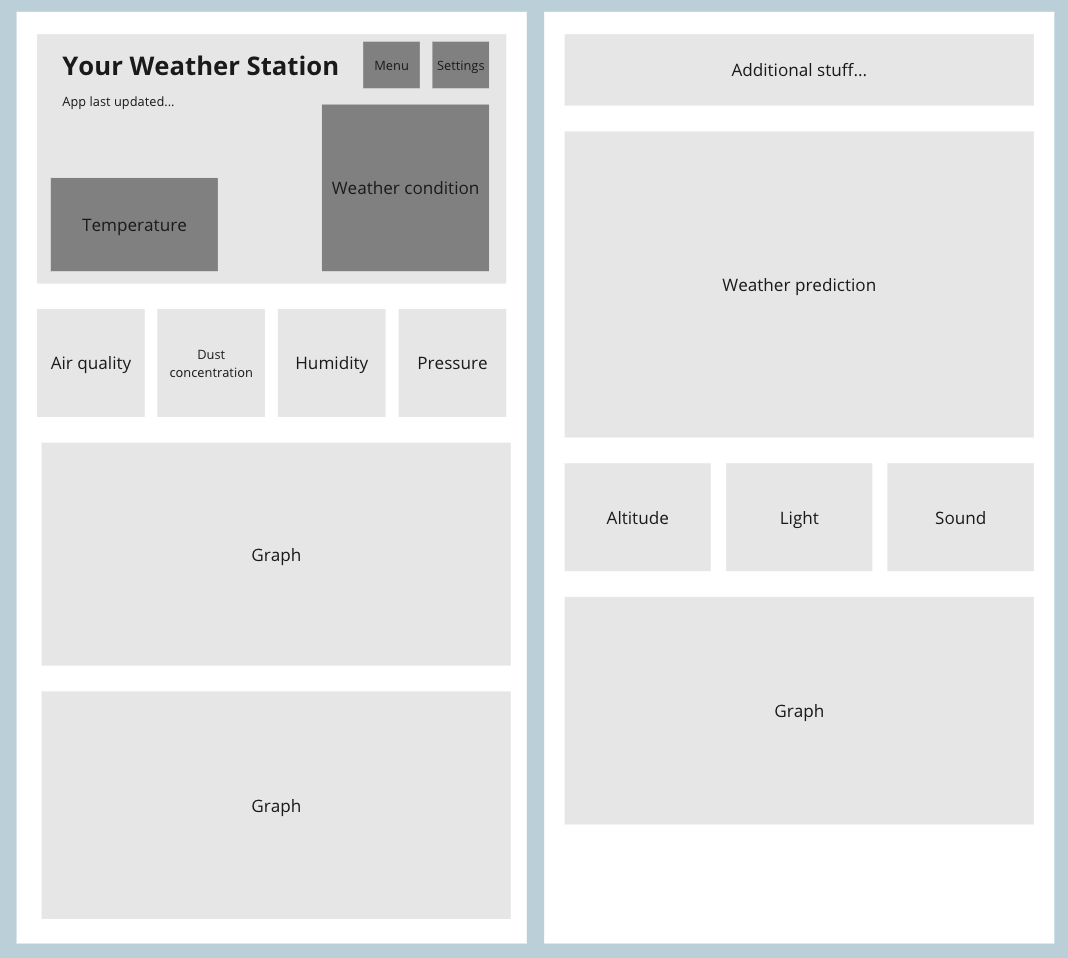 Your Weather Station
Menu
Settings
App last updated...
Weather condition
Temperature
Air quality
Dust
concentration
Humidity
Pressure
Graph
Graph
Additional stuff...
Weather prediction
Altitude
Light
Sound
Graph